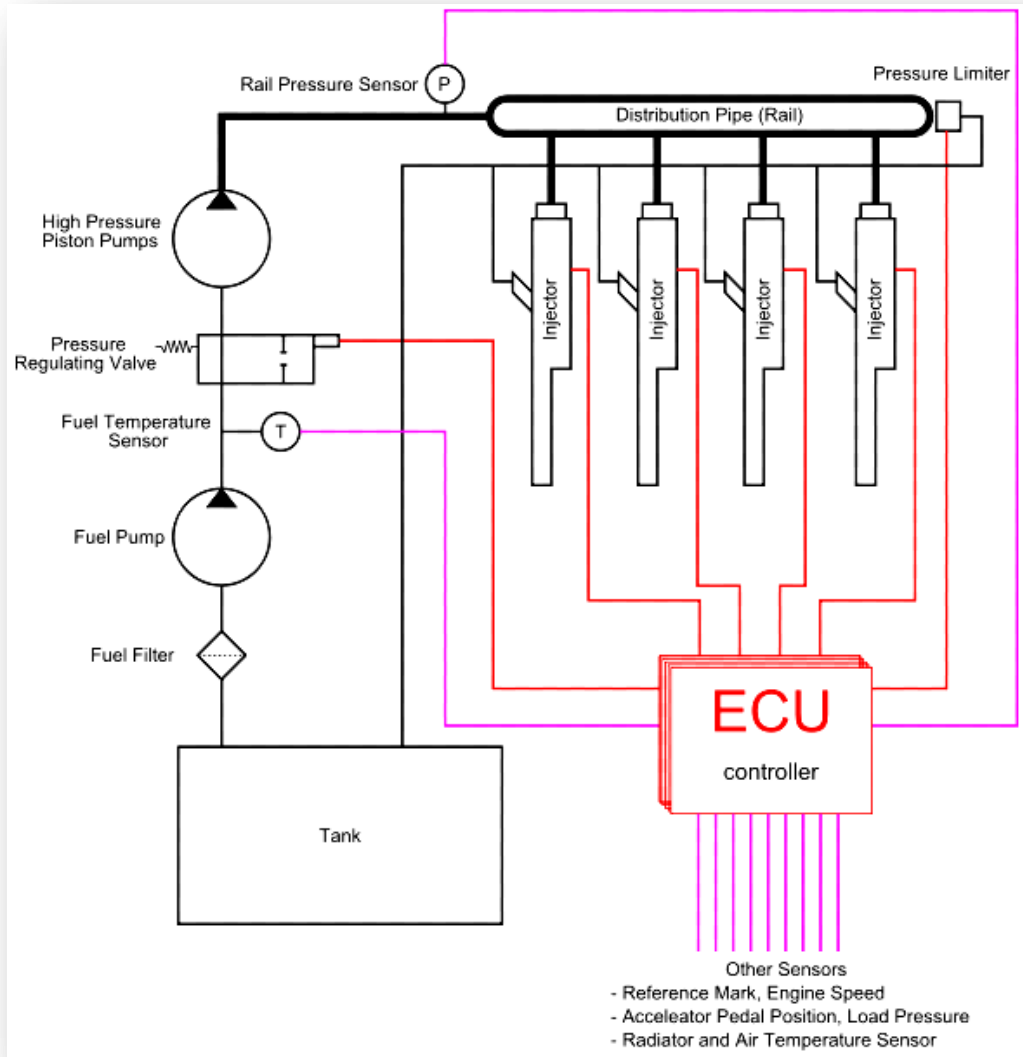 Rail Pressure Sensor
P
Pressure Limiter
Distribution Pipe (Rail)
High Pressure
Piston Pumps
Injector
Injector
Injector
Injector
Pressure
Regulating Valve
Fuel Temperature
Sensor
T
Fuel Pump
Fuel Filter
ECU
controller
Tank
Other Sensors
- Reference Mark, Engine Speed
- Acceleator Pedal Position, Load Pressure
- Radiator and Air Temperature Sensor